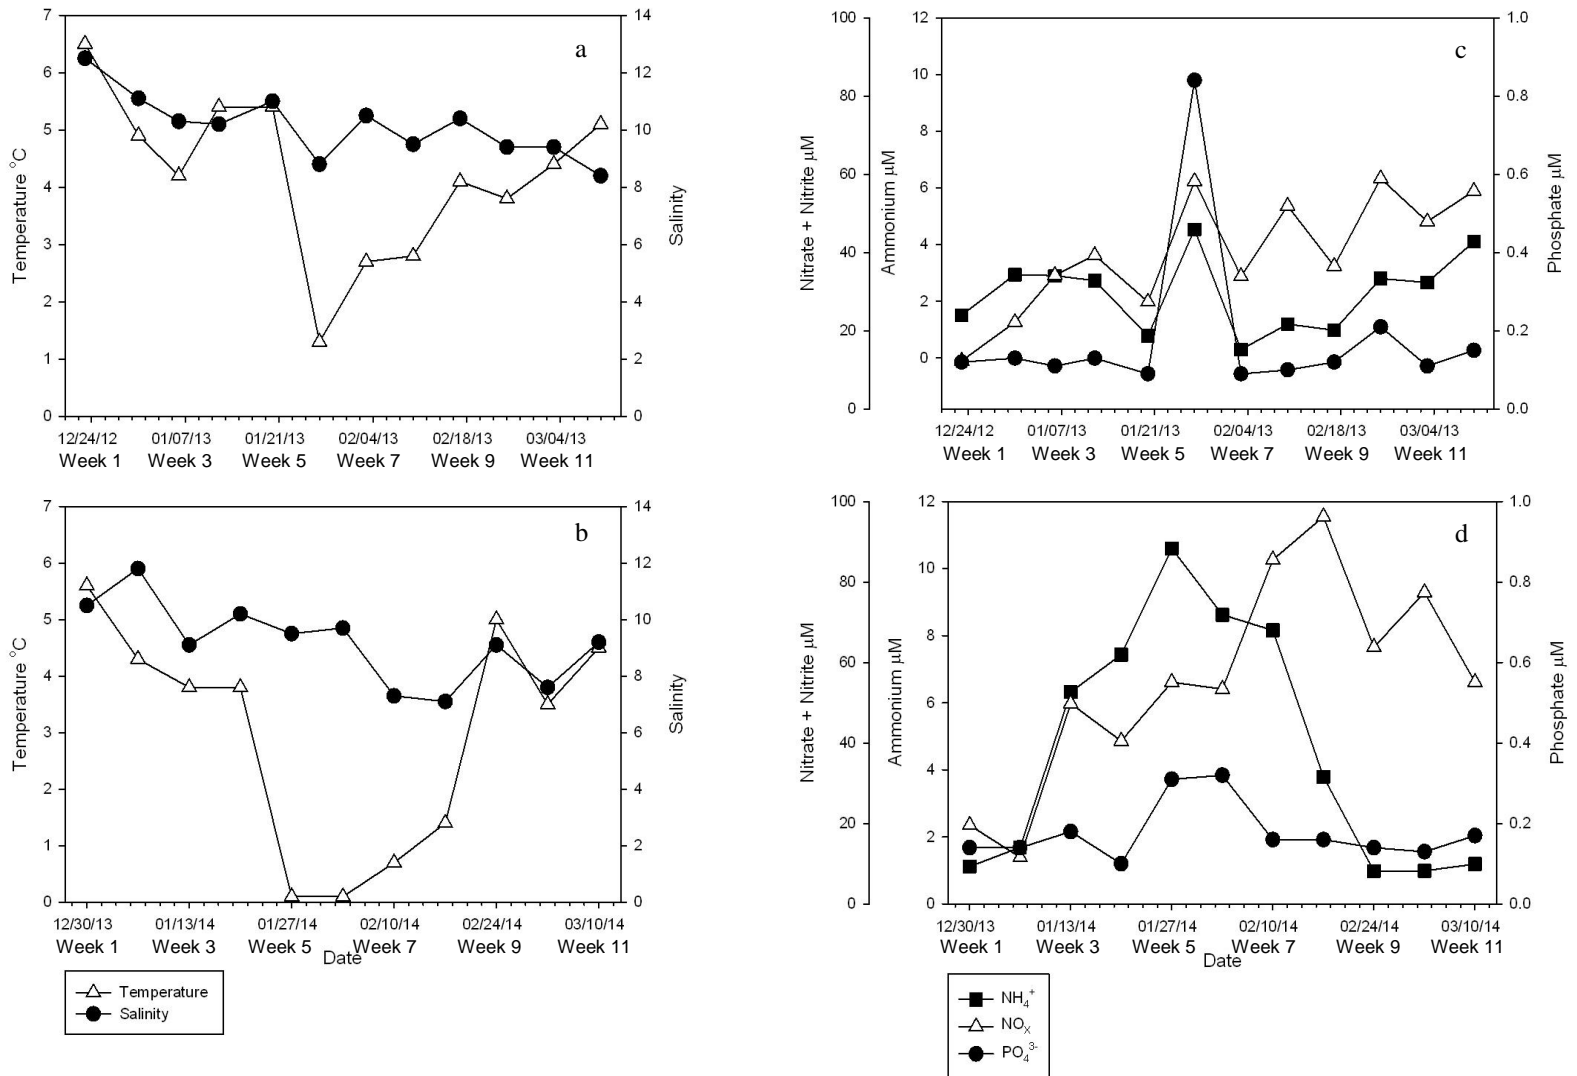 a
7
6
5
4
3
2
1
0
Temperature °C
14
12
10
8
6
4
2
0
Salinity
12/24/12 01/07/13 01/21/13 02/04/13 02/18/13 03/04/13
Week 1 Week 3 Week 5 Week 7 Week 9 Week 11
c
100
80
60
40
20
0
Nitrate + Nitrite μM
12
10
8
6
4
2
0
Ammonium μM
1.0
0.8
0.6
0.4
0.2
0.0
Phosphate μM
12/24/12 01/07/13 01/21/13 02/04/13 02/18/13 03/04/13
Week 1 Week 3 Week 5 Week 7 Week 9 Week 11
b
7
6
5
4
3
2
1
0
Temperature °C
14
12
10
8
6
4
2
0
Salinity
12/30/13 01/13/14 01/27/14 02/10/14 02/24/14 03/10/14
Week 1 Week 3 Week 5 Week 7 Week 9 Week 11
Date
Temperature
Salinity
d
100
80
60
40
20
0
Nitrate + Nitrite μM
12
10
8
6
4
2
0
Ammonium μM
1.0
0.8
0.6
0.4
0.2
0.0
Phosphate μM
12/30/13 01/13/14 01/27/14 02/10/14 02/24/14 03/10/14
Week 1 Week 3 Week 5 Week 7 Week 9 Week 11
Date
NH₄⁺
NOₓ
PO₄³⁻